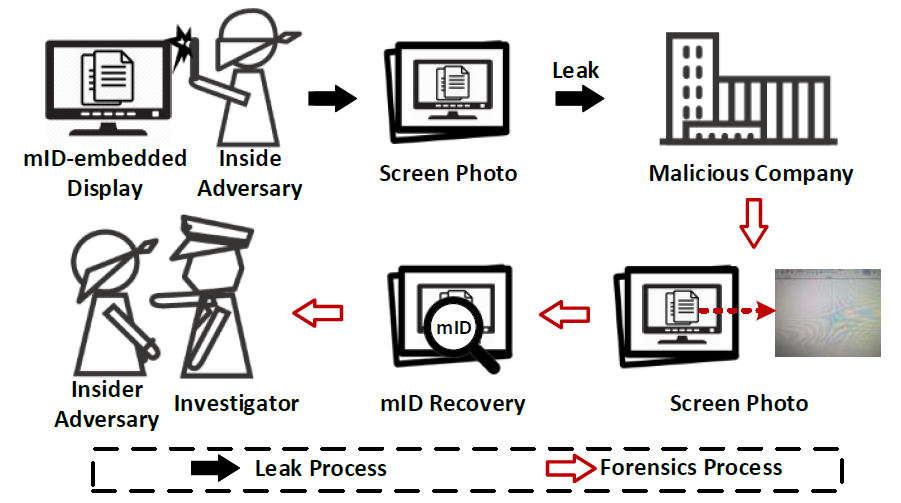 Leak
mID-embedded
Display
Inside
Adversary
Screen Photo
Malicious Company
mID
Insider
Adversary
Investigator
mID Recovery
Screen Photo
Leak Process
Forensics Process